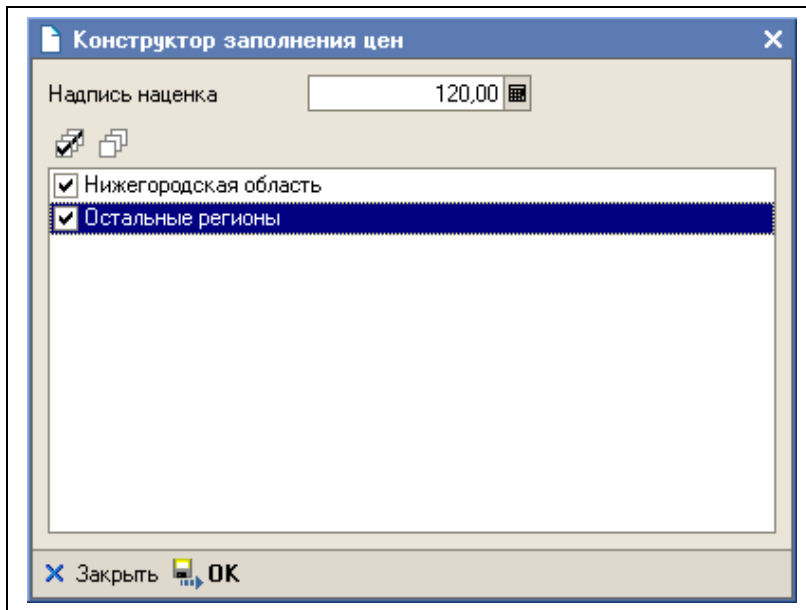 Конструктор заполнения цен
Надпись наценка 120,00
Нижегородская область
Остальные регионы
Закрыть OK